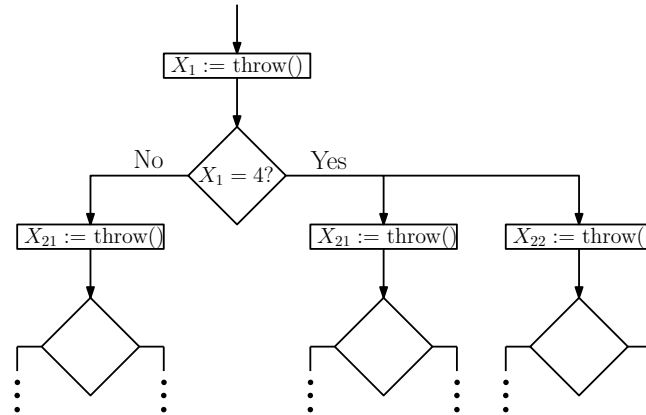 X₁ := throw()
No
Yes
X₁ = 4?
X₂₁ := throw()
X₂₁ := throw()
X₂₂ := throw(